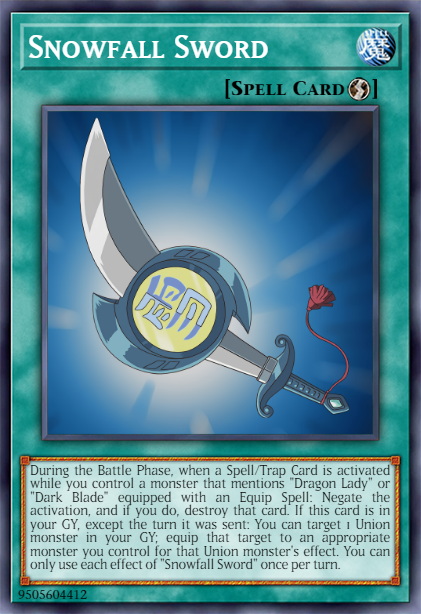 Snowfall Sword
魔
[Spell Card]
During the Battle Phase, when a Spell/Trap Card is activated
while you control a monster that mentions "Dragon Lady" or
"Dark Blade" equipped with an Equip Spell: Negate the
activation, and if you do, destroy that card. If this card is in
your GY, except the turn it was sent: You can target 1 Union
monster in your GY; equip that target to an appropriate
monster you control for that Union monster's effect. You can
only use each effect of "Snowfall Sword" once per turn.
9505604412